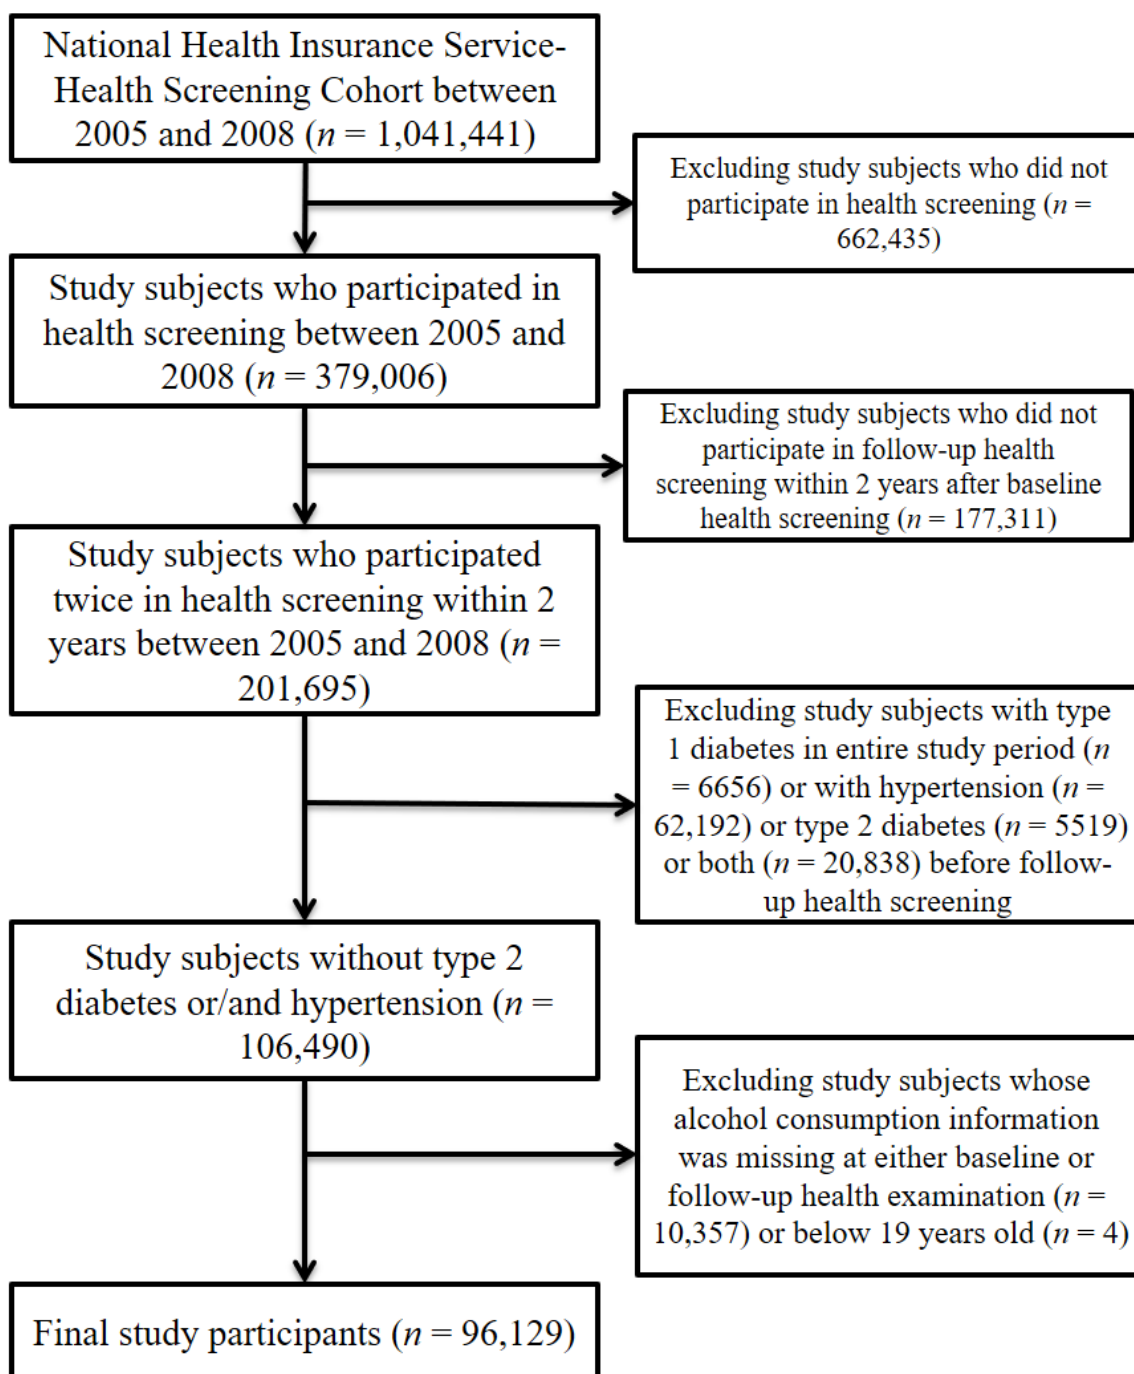 National Health Insurance Service-
Health Screening Cohort between
2005 and 2008 (n = 1,041,441)
Excluding study subjects who did not
participate in health screening (n =
662,435)
Study subjects who participated in
health screening between 2005 and
2008 (n = 379,006)
Excluding study subjects who did not
participate in follow-up health
screening within 2 years after baseline
health screening (n = 177,311)
Study subjects who participated
twice in health screening within 2
years between 2005 and 2008 (n =
201,695)
Excluding study subjects with type
1 diabetes in entire study period (n
= 6656) or with hypertension (n =
62,192) or type 2 diabetes (n = 5519)
or both (n = 20,838) before follow-
up health screening
Study subjects without type 2
diabetes or/and hypertension (n =
106,490)
Excluding study subjects whose
alcohol consumption information
was missing at either baseline or
follow-up health examination (n =
10,357) or below 19 years old (n = 4)
Final study participants (n = 96,129)